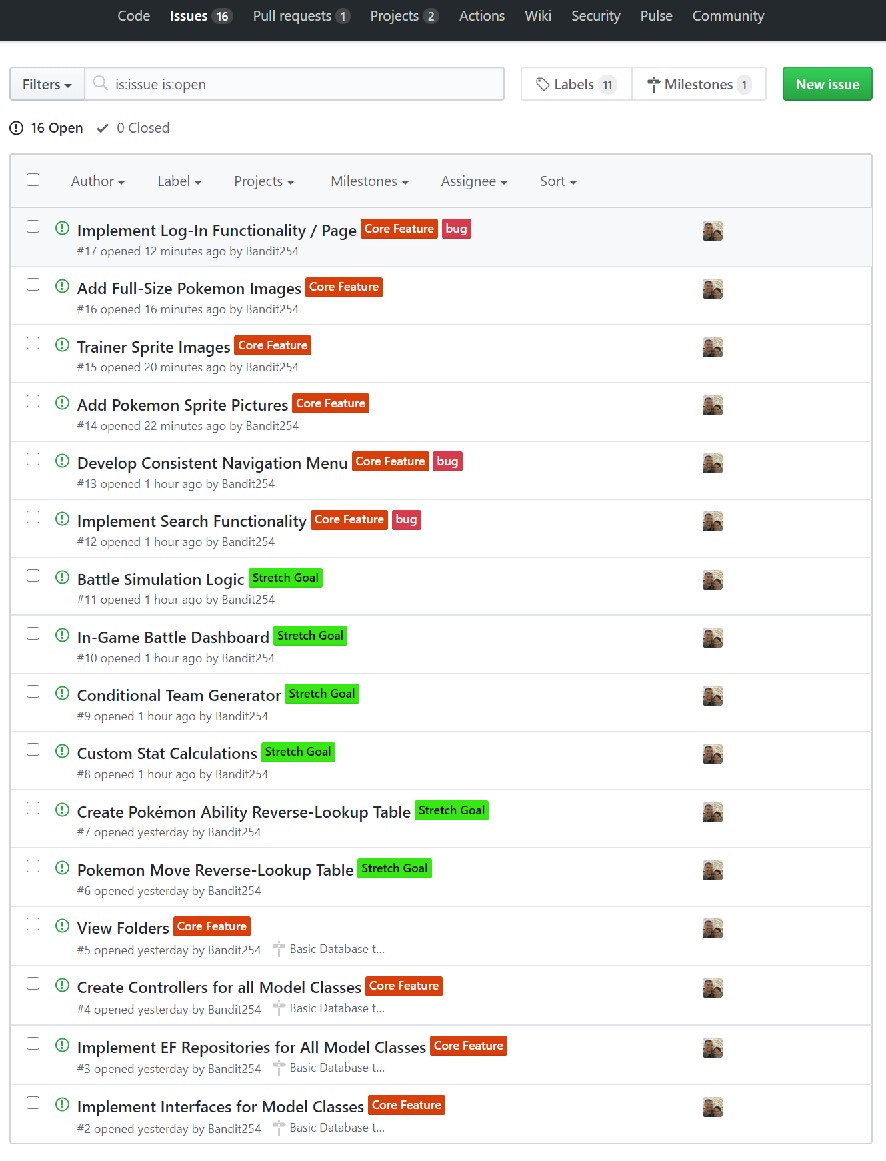 Code Issues 16 Pull requests 1 Projects 2 Actions Wiki Security Pulse Community
Filters is:issue is:open Labels 11 Milestones 1 New issue
16 Open 0 Closed
Author Label Projects Milestones Assignee Sort
Implement Log-In Functionality / Page Core Feature bug
#17 opened 12 minutes ago by Bandit254
Add Full-Size Pokemon Images Core Feature
#16 opened 16 minutes ago by Bandit254
Trainer Sprite Images Core Feature
#15 opened 20 minutes ago by Bandit254
Add Pokemon Sprite Pictures Core Feature
#14 opened 22 minutes ago by Bandit254
Develop Consistent Navigation Menu Core Feature bug
#13 opened 1 hour ago by Bandit254
Implement Search Functionality Core Feature bug
#12 opened 1 hour ago by Bandit254
Battle Simulation Logic Stretch Goal
#11 opened 1 hour ago by Bandit254
In-Game Battle Dashboard Stretch Goal
#10 opened 1 hour ago by Bandit254
Conditional Team Generator Stretch Goal
#9 opened 1 hour ago by Bandit254
Custom Stat Calculations Stretch Goal
#8 opened 1 hour ago by Bandit254
Create Pokémon Ability Reverse-Lookup Table Stretch Goal
#7 opened yesterday by Bandit254
Pokemon Move Reverse-Lookup Table Stretch Goal
#6 opened yesterday by Bandit254
View Folders Core Feature
#5 opened yesterday by Bandit254 Basic Database t...
Create Controllers for all Model Classes Core Feature
#4 opened yesterday by Bandit254 Basic Database t...
Implement EF Repositories for All Model Classes Core Feature
#3 opened yesterday by Bandit254 Basic Database t...
Implement Interfaces for Model Classes Core Feature
#2 opened yesterday by Bandit254 Basic Database t...